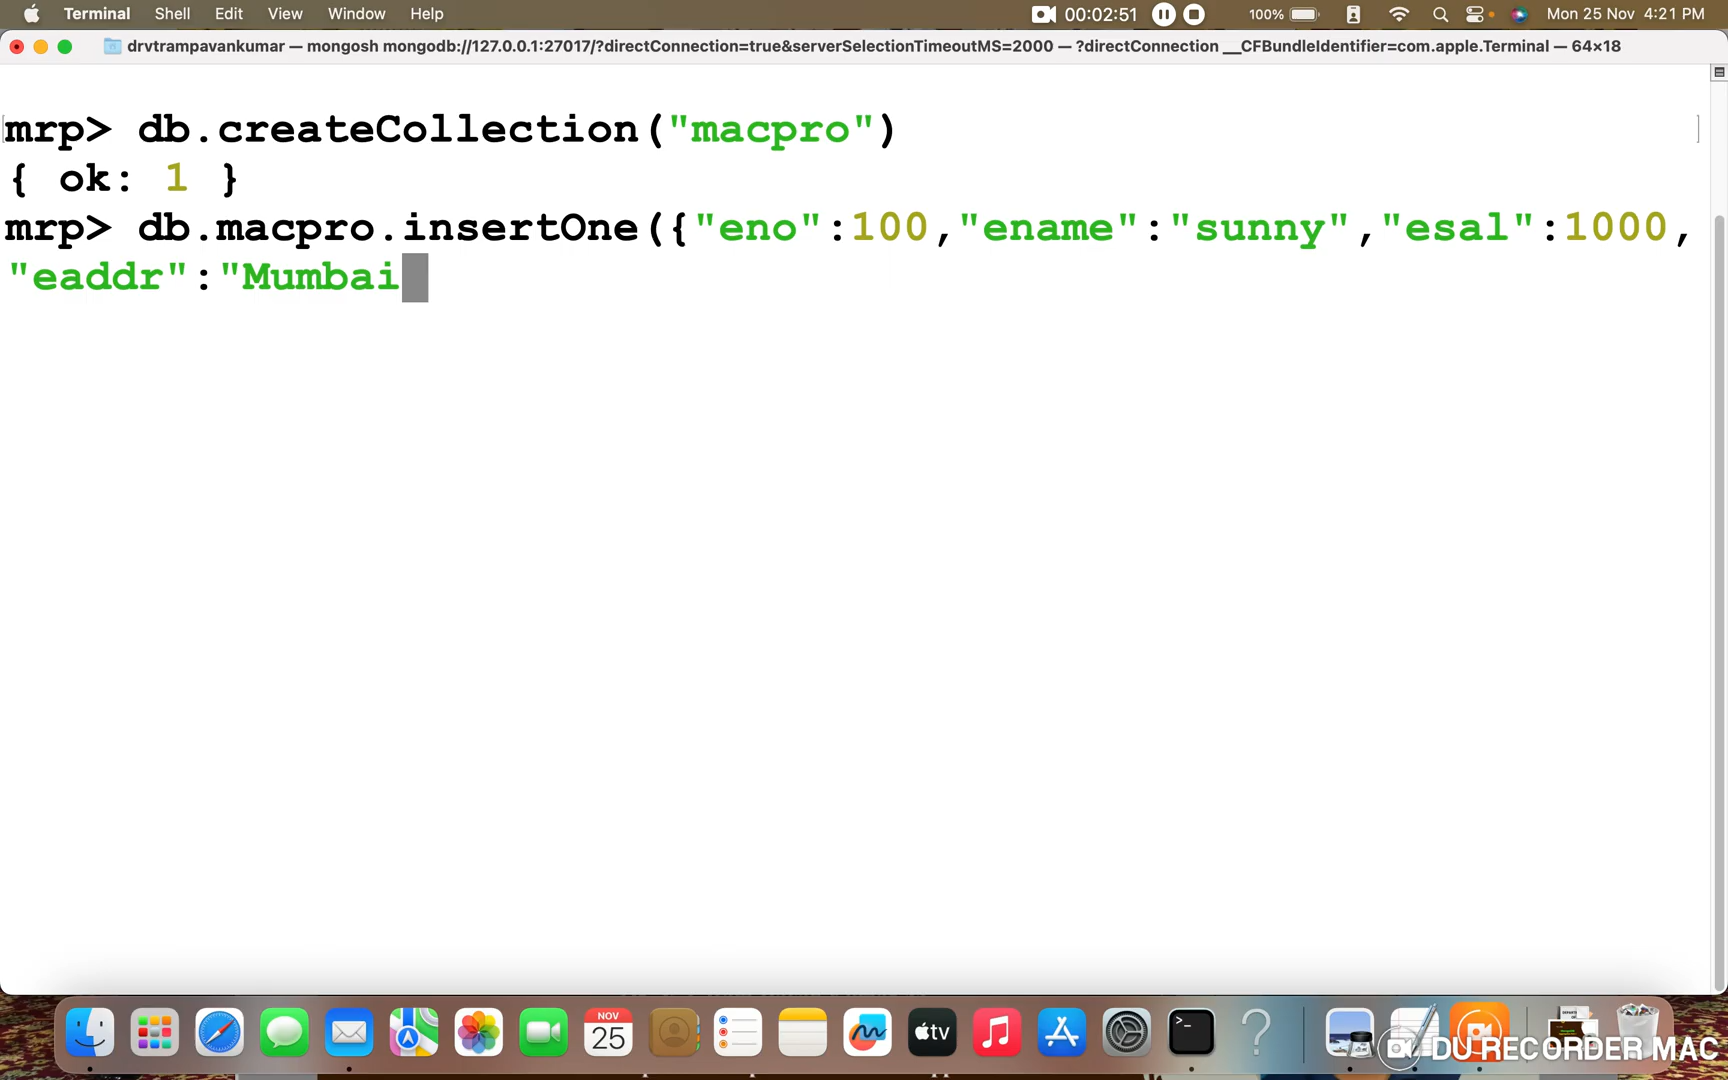 Terminal Shell Edit View Window Help 00:02:51 100% Mon 25 Nov 4:21 PM
drvtrampavankumar — mongosh mongodb://127.0.0.1:27017/?directConnection=true&serverSelectionTimeoutMS=2000 — ?directConnection __CFBundleIdentifier=com.apple.Terminal — 64×18
mrp> db.createCollection("macpro")
{ ok: 1 }
mrp> db.macpro.insertOne({"eno":100,"ename":"sunny","esal":1000,
"eaddr":"Mumbai
NOV
25
tv
DU RECORDER MAC